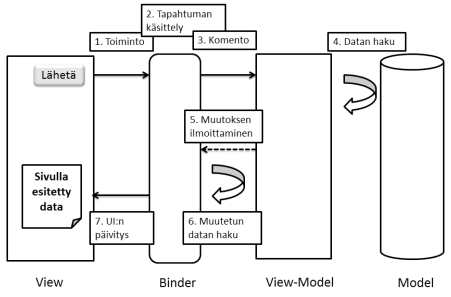 2. Tapahtuman
käsittely
1. Toiminto
3. Komento
4. Datan haku
Lähetä
5. Muutoksen
ilmoittaminen
Sivulla
esitetty
data
7. UI:n
päivitys
6. Muutetun
datan haku
View
Binder
View-Model
Model